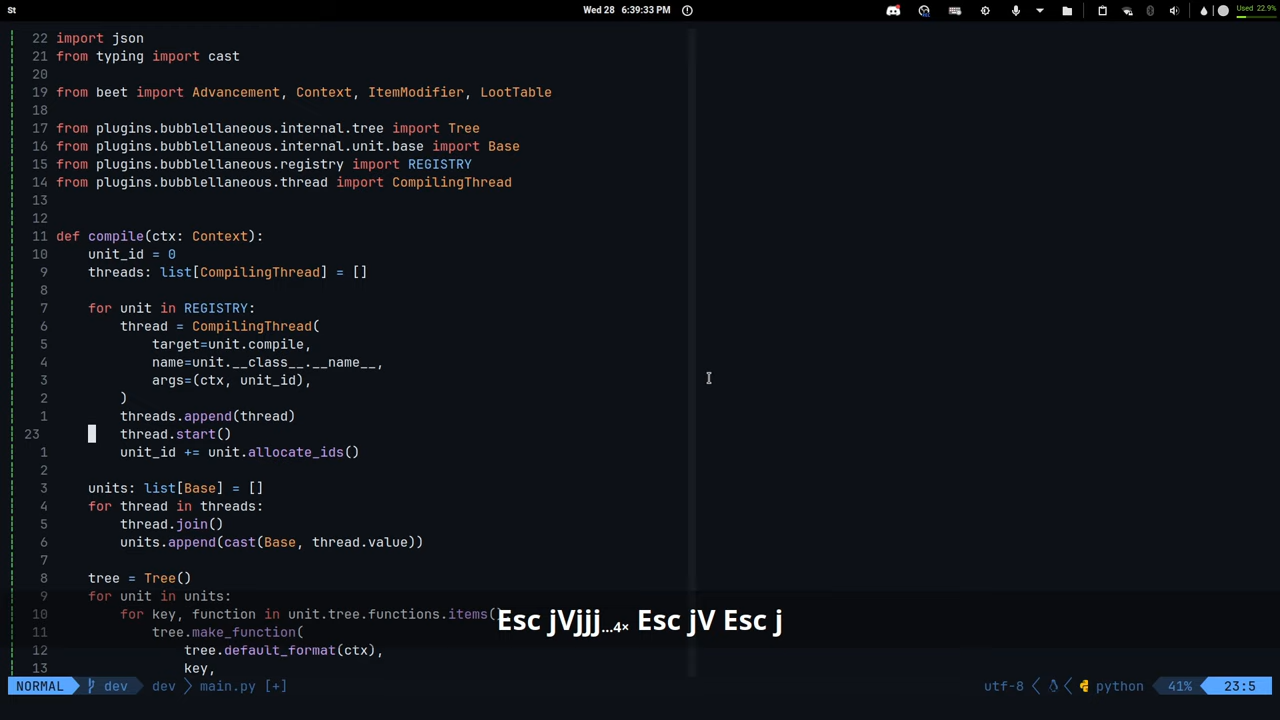 St
Wed 28 6:39:33 PM
Used 22.9%
22 import json
21 from typing import cast
20
19 from beet import Advancement, Context, ItemModifier, LootTable
18
17 from plugins.bubblellaneous.internal.tree import Tree
16 from plugins.bubblellaneous.internal.unit.base import Base
15 from plugins.bubblellaneous.registry import REGISTRY
14 from plugins.bubblellaneous.thread import CompilingThread
13
12
11 def compile(ctx: Context):
10     unit_id = 0
9     threads: list[CompilingThread] = []
8
7     for unit in REGISTRY:
6         thread = CompilingThread(
5             target=unit.compile,
4             name=unit.__class__.__name__,
3             args=(ctx, unit_id),
2         )
1         threads.append(thread)
23         thread.start()
1         unit_id += unit.allocate_ids()
2
3     units: list[Base] = []
4     for thread in threads:
5         thread.join()
6         units.append(cast(Base, thread.value))
7
8     tree = Tree()
9     for unit in units:
10         for key, function in unit.tree.functions.items(
11             tree.make_function(
Esc jVjjj...4× Esc jV Esc j
12                 tree.default_format(ctx),
13                 key,
NORMAL dev dev main.py [+] utf-8 python 41% 23:5